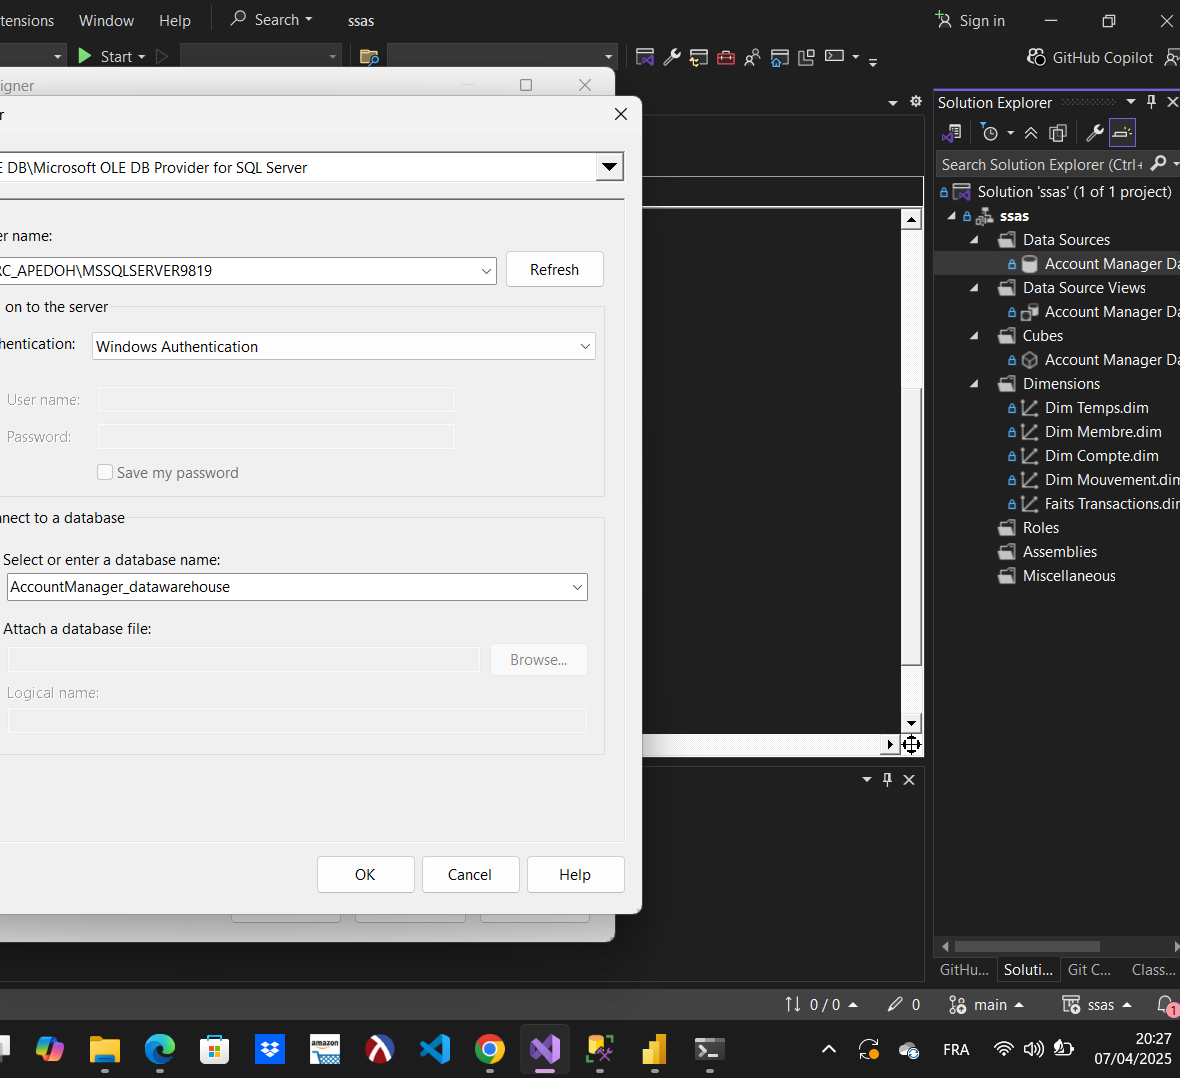 tensions Window Help Search ssas Sign in
Start GitHub Copilot
igner
r
E DB\Microsoft OLE DB Provider for SQL Server
er name:
RC_APEDOH\MSSQLSERVER9819 Refresh
on to the server
hentication: Windows Authentication
User name:
Password:
Save my password
nect to a database
Select or enter a database name:
AccountManager_datawarehouse
Attach a database file:
Browse...
Logical name:
OK Cancel Help
Solution Explorer
Search Solution Explorer (Ctrl+
Solution 'ssas' (1 of 1 project)
ssas
Data Sources
Account Manager Da
Data Source Views
Account Manager Da
Cubes
Account Manager Da
Dimensions
Dim Temps.dim
Dim Membre.dim
Dim Compte.dim
Dim Mouvement.dim
Faits Transactions.dir
Roles
Assemblies
Miscellaneous
GitHu... Soluti... Git C... Class...
0 / 0 0 main ssas 1
amazon
FRA
20:27
07/04/2025